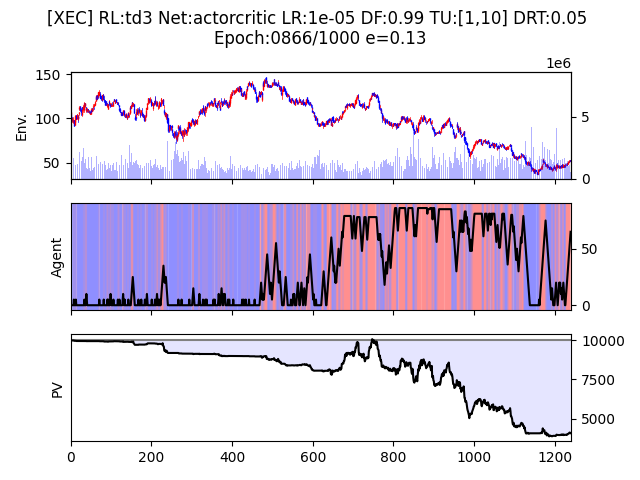 [XEC] RL:td3 Net:actorcritic LR:1e-05 DF:0.99 TU:[1,10] DRT:0.05
Epoch:0866/1000 e=0.13
1e6
150
100
50
Env.
5
0
Agent
50
0
PV
10000
7500
5000
0
200
400
600
800
1000
1200